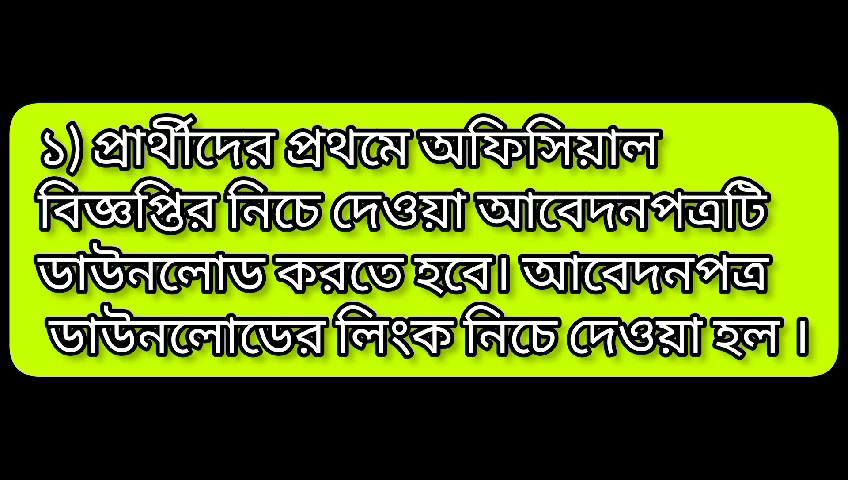 ১) প্রার্থীদের প্রথমে অফিসিয়াল
বিজ্ঞপ্তির নিচে দেওয়া আবেদনপত্রটি
ডাউনলোড করতে হবে। আবেদনপত্র
ডাউনলোডের লিংক নিচে দেওয়া হল ।